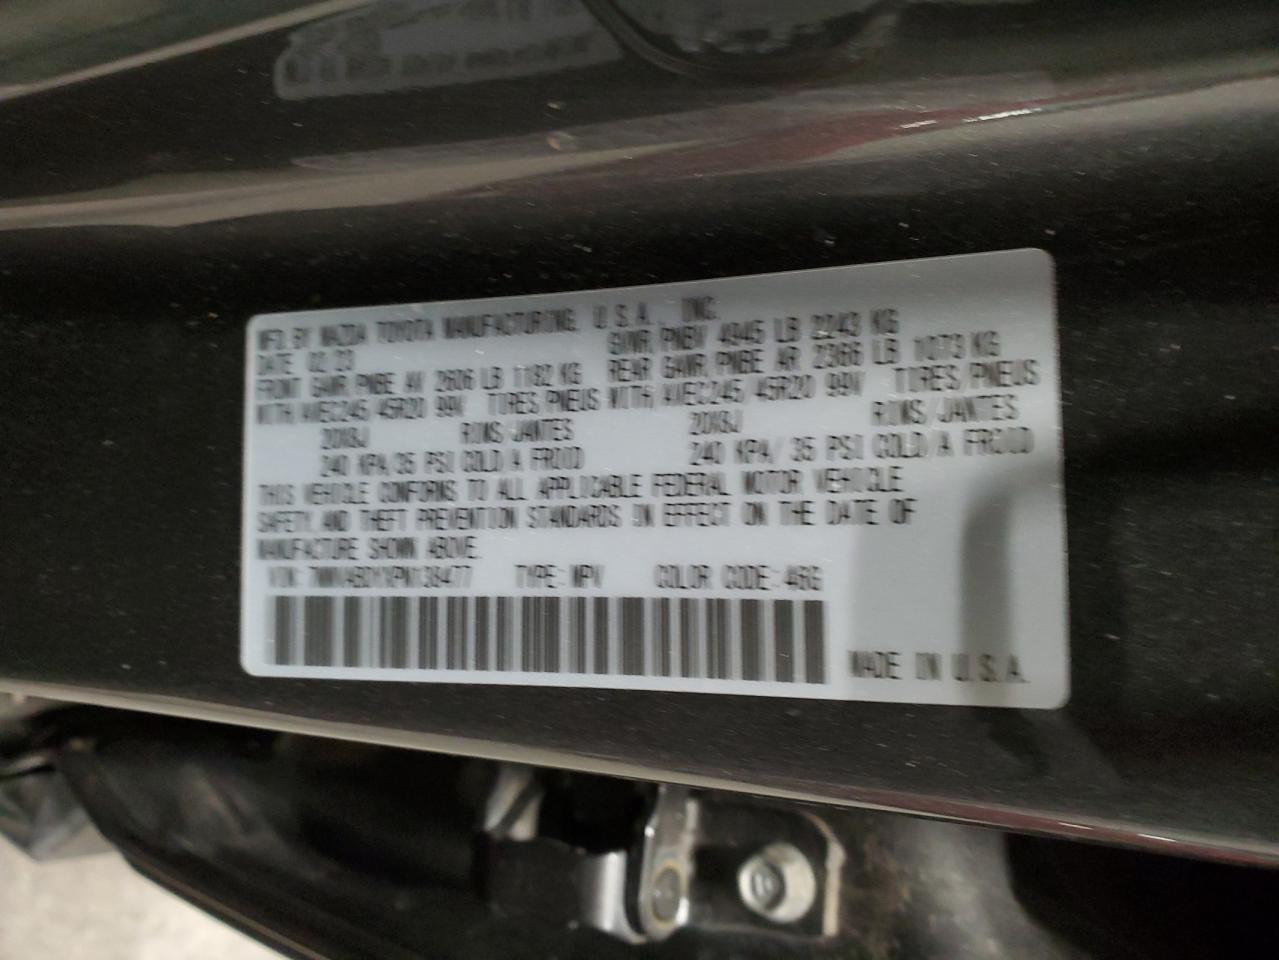 MFD. BY MAZDA TOYOTA MANUFACTURING, U.S.A., INC.
DATE 02/23 GVWR/PNBV 4945 LB 2243 KG
FRONT GAWR/PNBE AV 2606 LB 1182 KG REAR GAWR/PNBE AR 2366 LB 1073 KG
WITH/AVEC 245/45R20 99V TIRES/PNEUS WITH/AVEC 245/45R20 99V TIRES/PNEUS
20X8J RIMS/JANTES 20X8J RIMS/JANTES
240 KPA/35 PSI COLD/A FROID 240 KPA/35 PSI COLD/A FROID
THIS VEHICLE CONFORMS TO ALL APPLICABLE FEDERAL MOTOR VEHICLE
SAFETY, AND THEFT PREVENTION STANDARDS IN EFFECT ON THE DATE OF
MANUFACTURE SHOWN ABOVE.
VIN: TYPE: MPV COLOR CODE: 46G
MADE IN U.S.A.